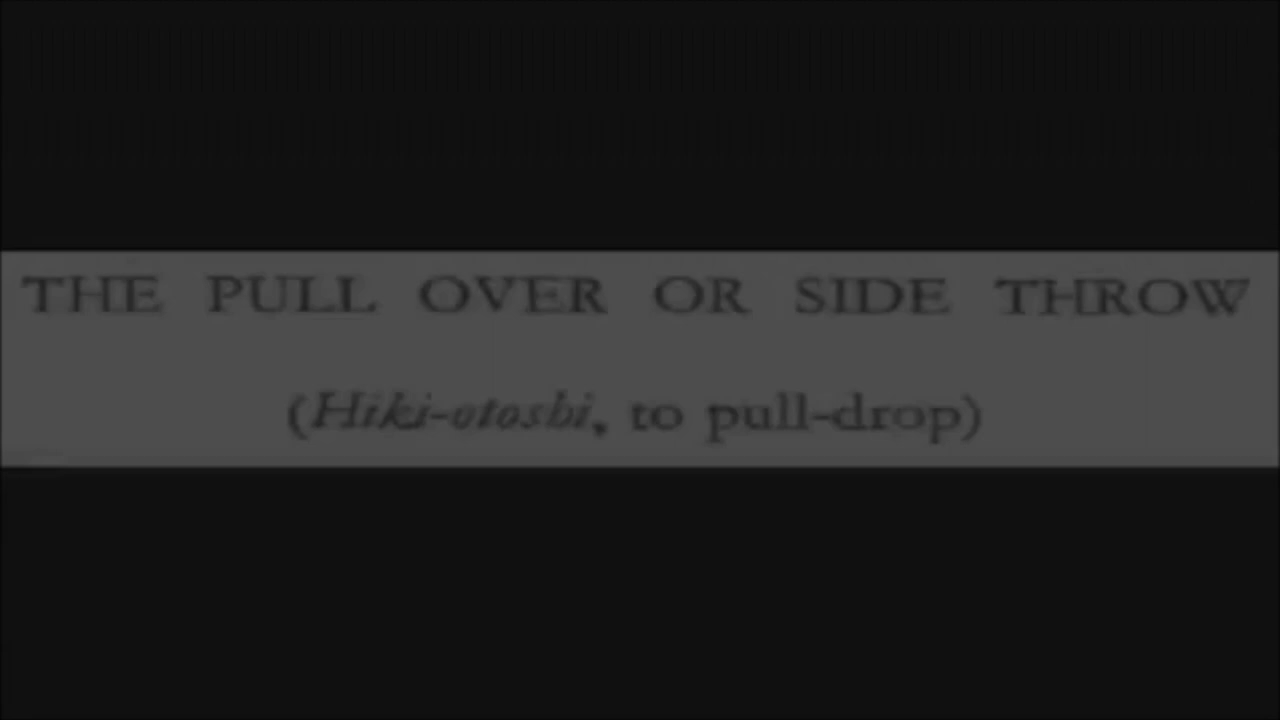 THE PULL OVER OR SIDE THROW
(Hiki-otoshi, to pull-drop)